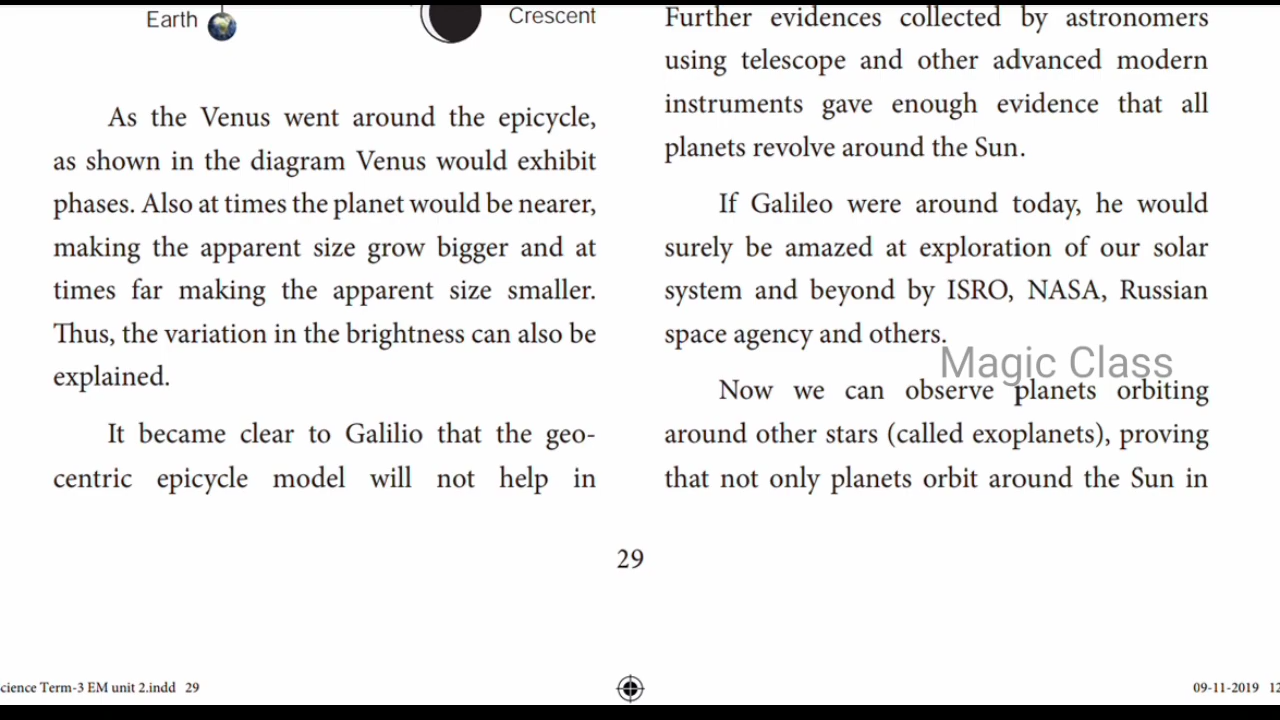 Earth
Crescent
As the Venus went around the epicycle,
as shown in the diagram Venus would exhibit
phases. Also at times the planet would be nearer,
making the apparent size grow bigger and at
times far making the apparent size smaller.
Thus, the variation in the brightness can also be
explained.
It became clear to Galilio that the geo-
centric epicycle model will not help in
Further evidences collected by astronomers
using telescope and other advanced modern
instruments gave enough evidence that all
planets revolve around the Sun.
If Galileo were around today, he would
surely be amazed at exploration of our solar
system and beyond by ISRO, NASA, Russian
space agency and others.
Magic Class
Now we can observe planets orbiting
around other stars (called exoplanets), proving
that not only planets orbit around the Sun in
29
cience Term-3 EM unit 2.indd 29
09-11-2019 12